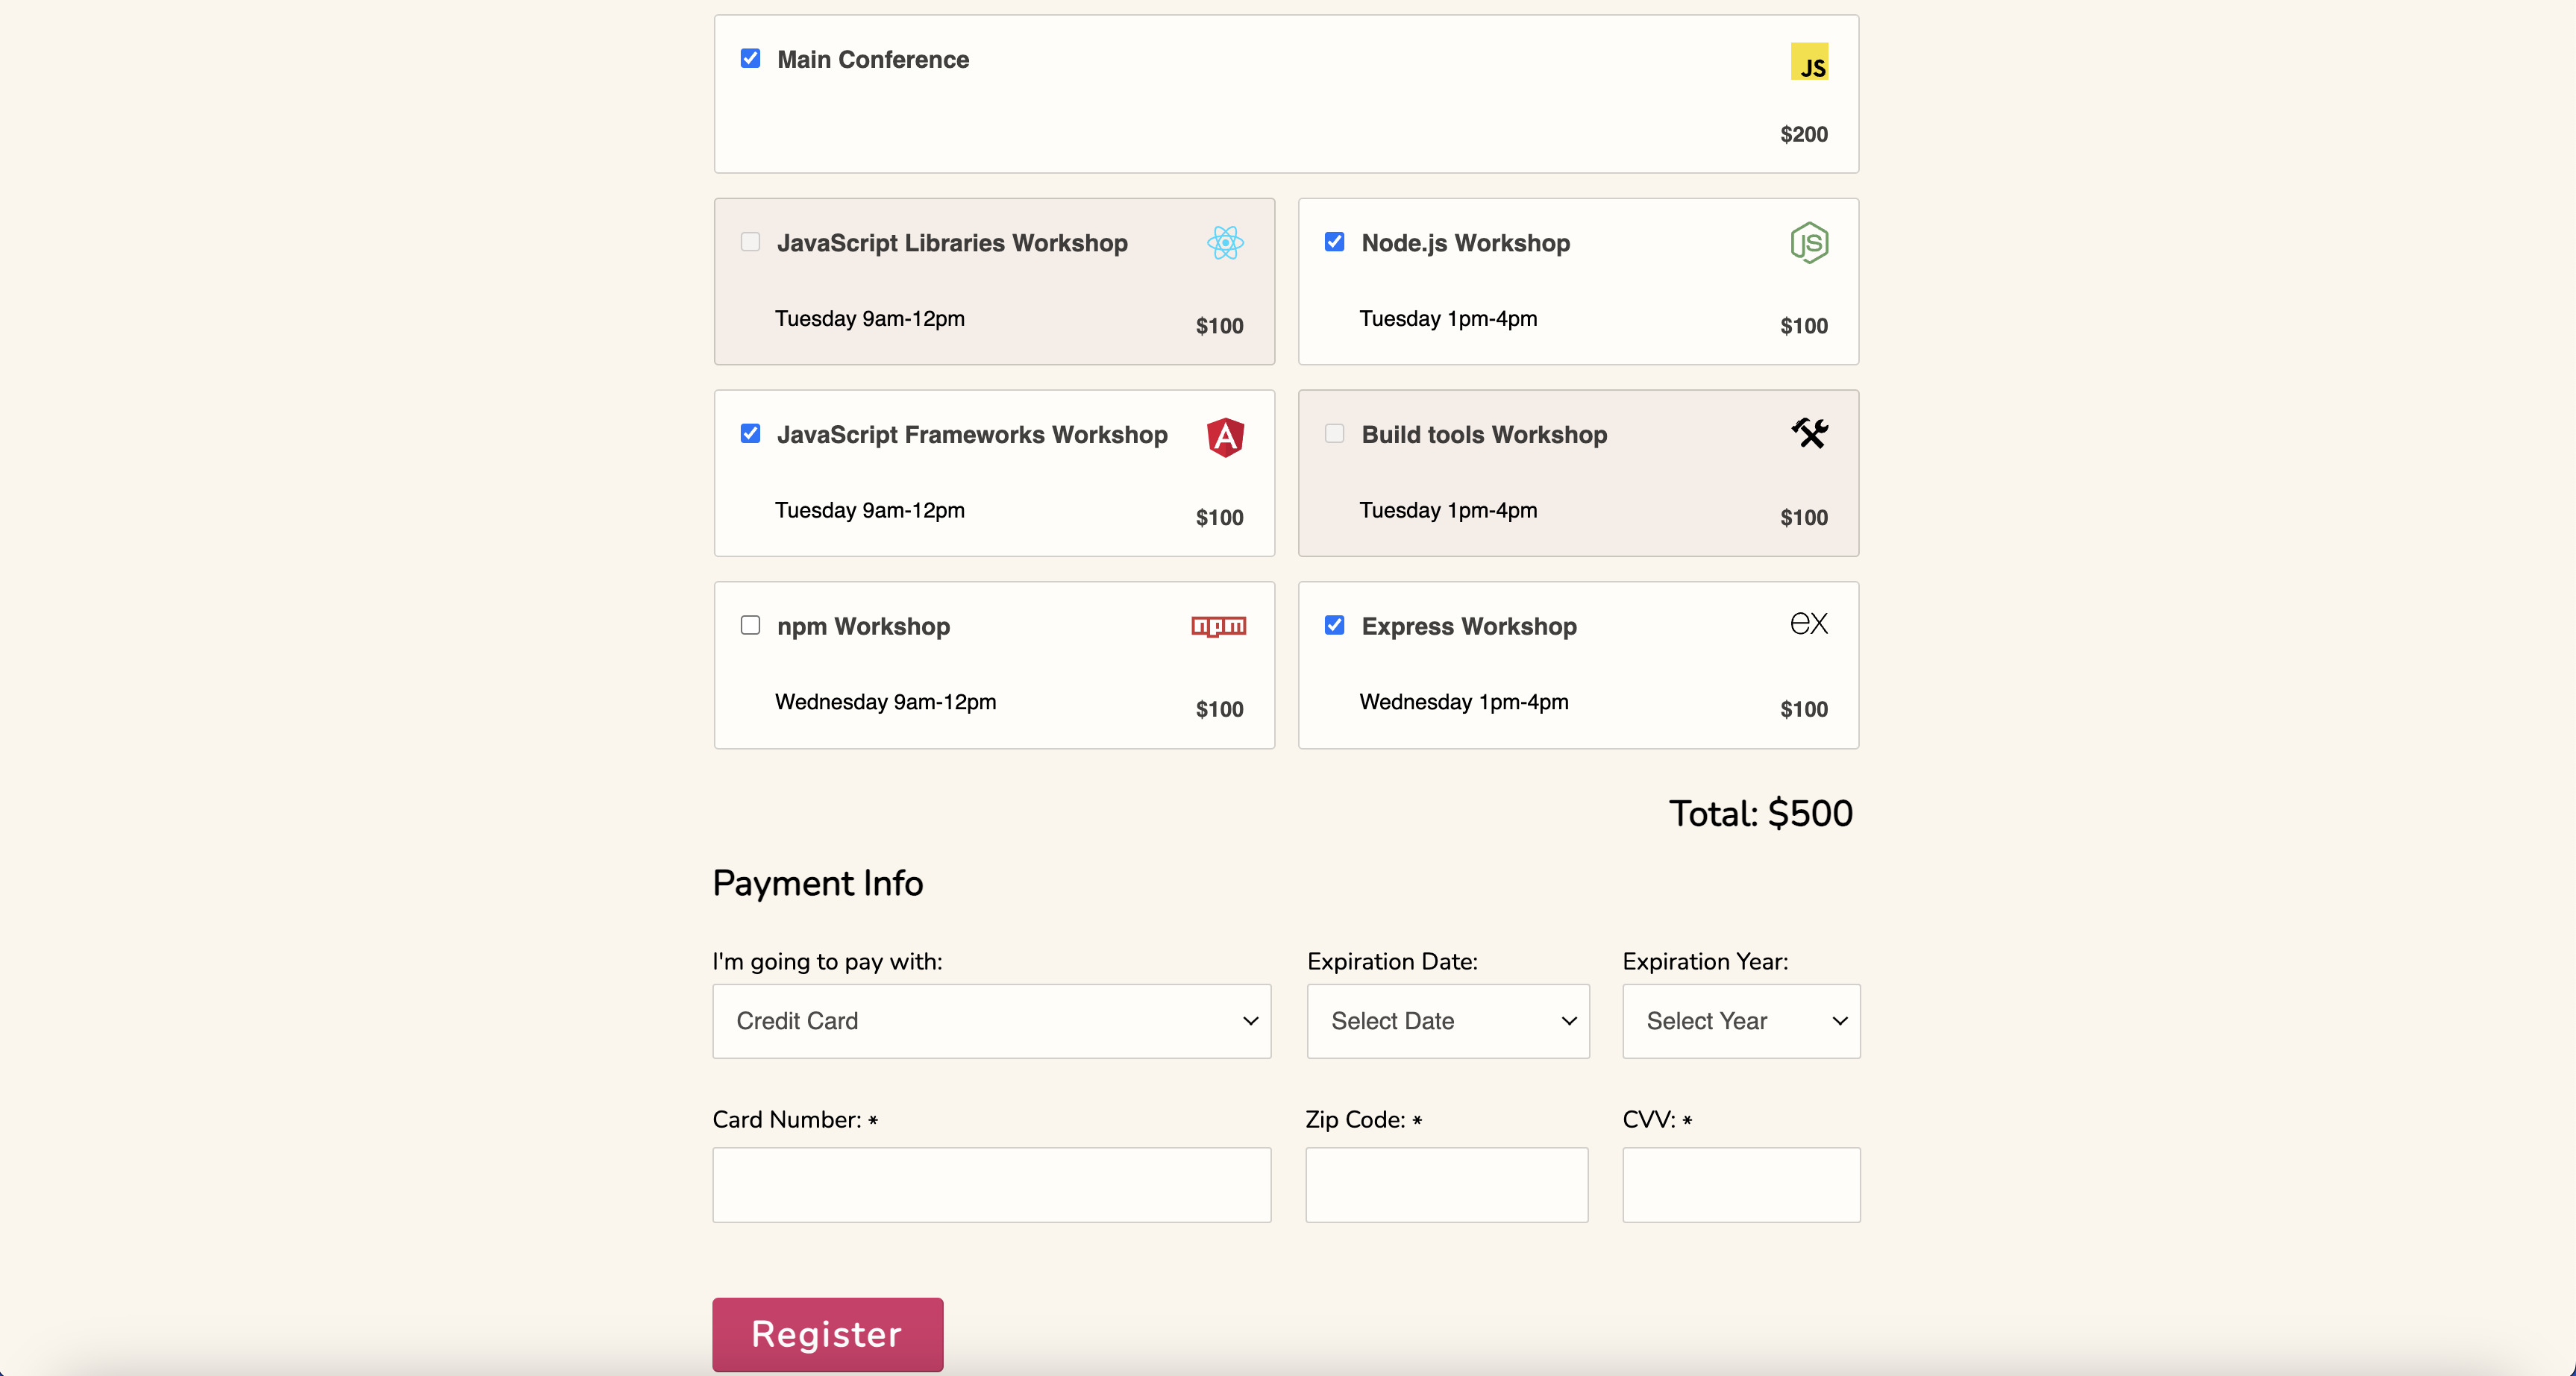 Main Conference
JS
$200
JavaScript Libraries Workshop
Tuesday 9am-12pm
$100
Node.js Workshop
JS
Tuesday 1pm-4pm
$100
JavaScript Frameworks Workshop
A
Tuesday 9am-12pm
$100
Build tools Workshop
Tuesday 1pm-4pm
$100
npm Workshop
npm
Wednesday 9am-12pm
$100
Express Workshop
ex
Wednesday 1pm-4pm
$100
Total: $500
Payment Info
I'm going to pay with:
Credit Card
Expiration Date:
Select Date
Expiration Year:
Select Year
Card Number: *
Zip Code: *
CVV: *
Register